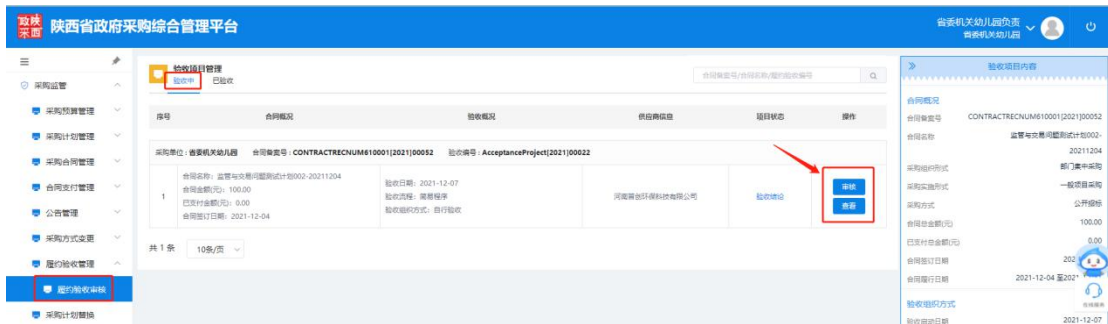 陕西省政府采购综合管理平台
省委机关幼儿园负责
省委机关幼儿园
采购监管
采购预算管理
采购计划管理
采购合同管理
合同支付管理
公告管理
采购方式变更
履约验收管理
履约验收审核
采购计划替换
验收项目管理
验收中 已验收
合同备案号/合同名称/履约验收编号
序号 合同概况 验收概况 供应商信息 项目状态 操作
采购单位：省委机关幼儿园 合同备案号：CONTRACTRECNUM610001[2021]00052 验收编号：AcceptanceProject[2021]00022
1
合同名称：监管与交易问题测试计划002-20211204
合同金额(元)：100.00
已支付金额(元)：0.00
合同签订日期：2021-12-04
验收日期：2021-12-07
验收流程：简易程序
验收组织方式：自行验收
河南普创环保科技有限公司
验收结论
审核
查看
共 1 条 10条/页
验收项目内容
合同概况
合同备案号 CONTRACTRECNUM610001[2021]00052
合同名称 监管与交易问题测试计划002-
20211204
采购组织形式 部门集中采购
采购实施形式 一般项目采购
采购方式 公开招标
合同总金额(元) 100.00
已支付总金额(元) 0.00
合同签订日期 202
合同履行日期 2021-12-04 至202
验收组织方式
验收启动日期 2021-12-07